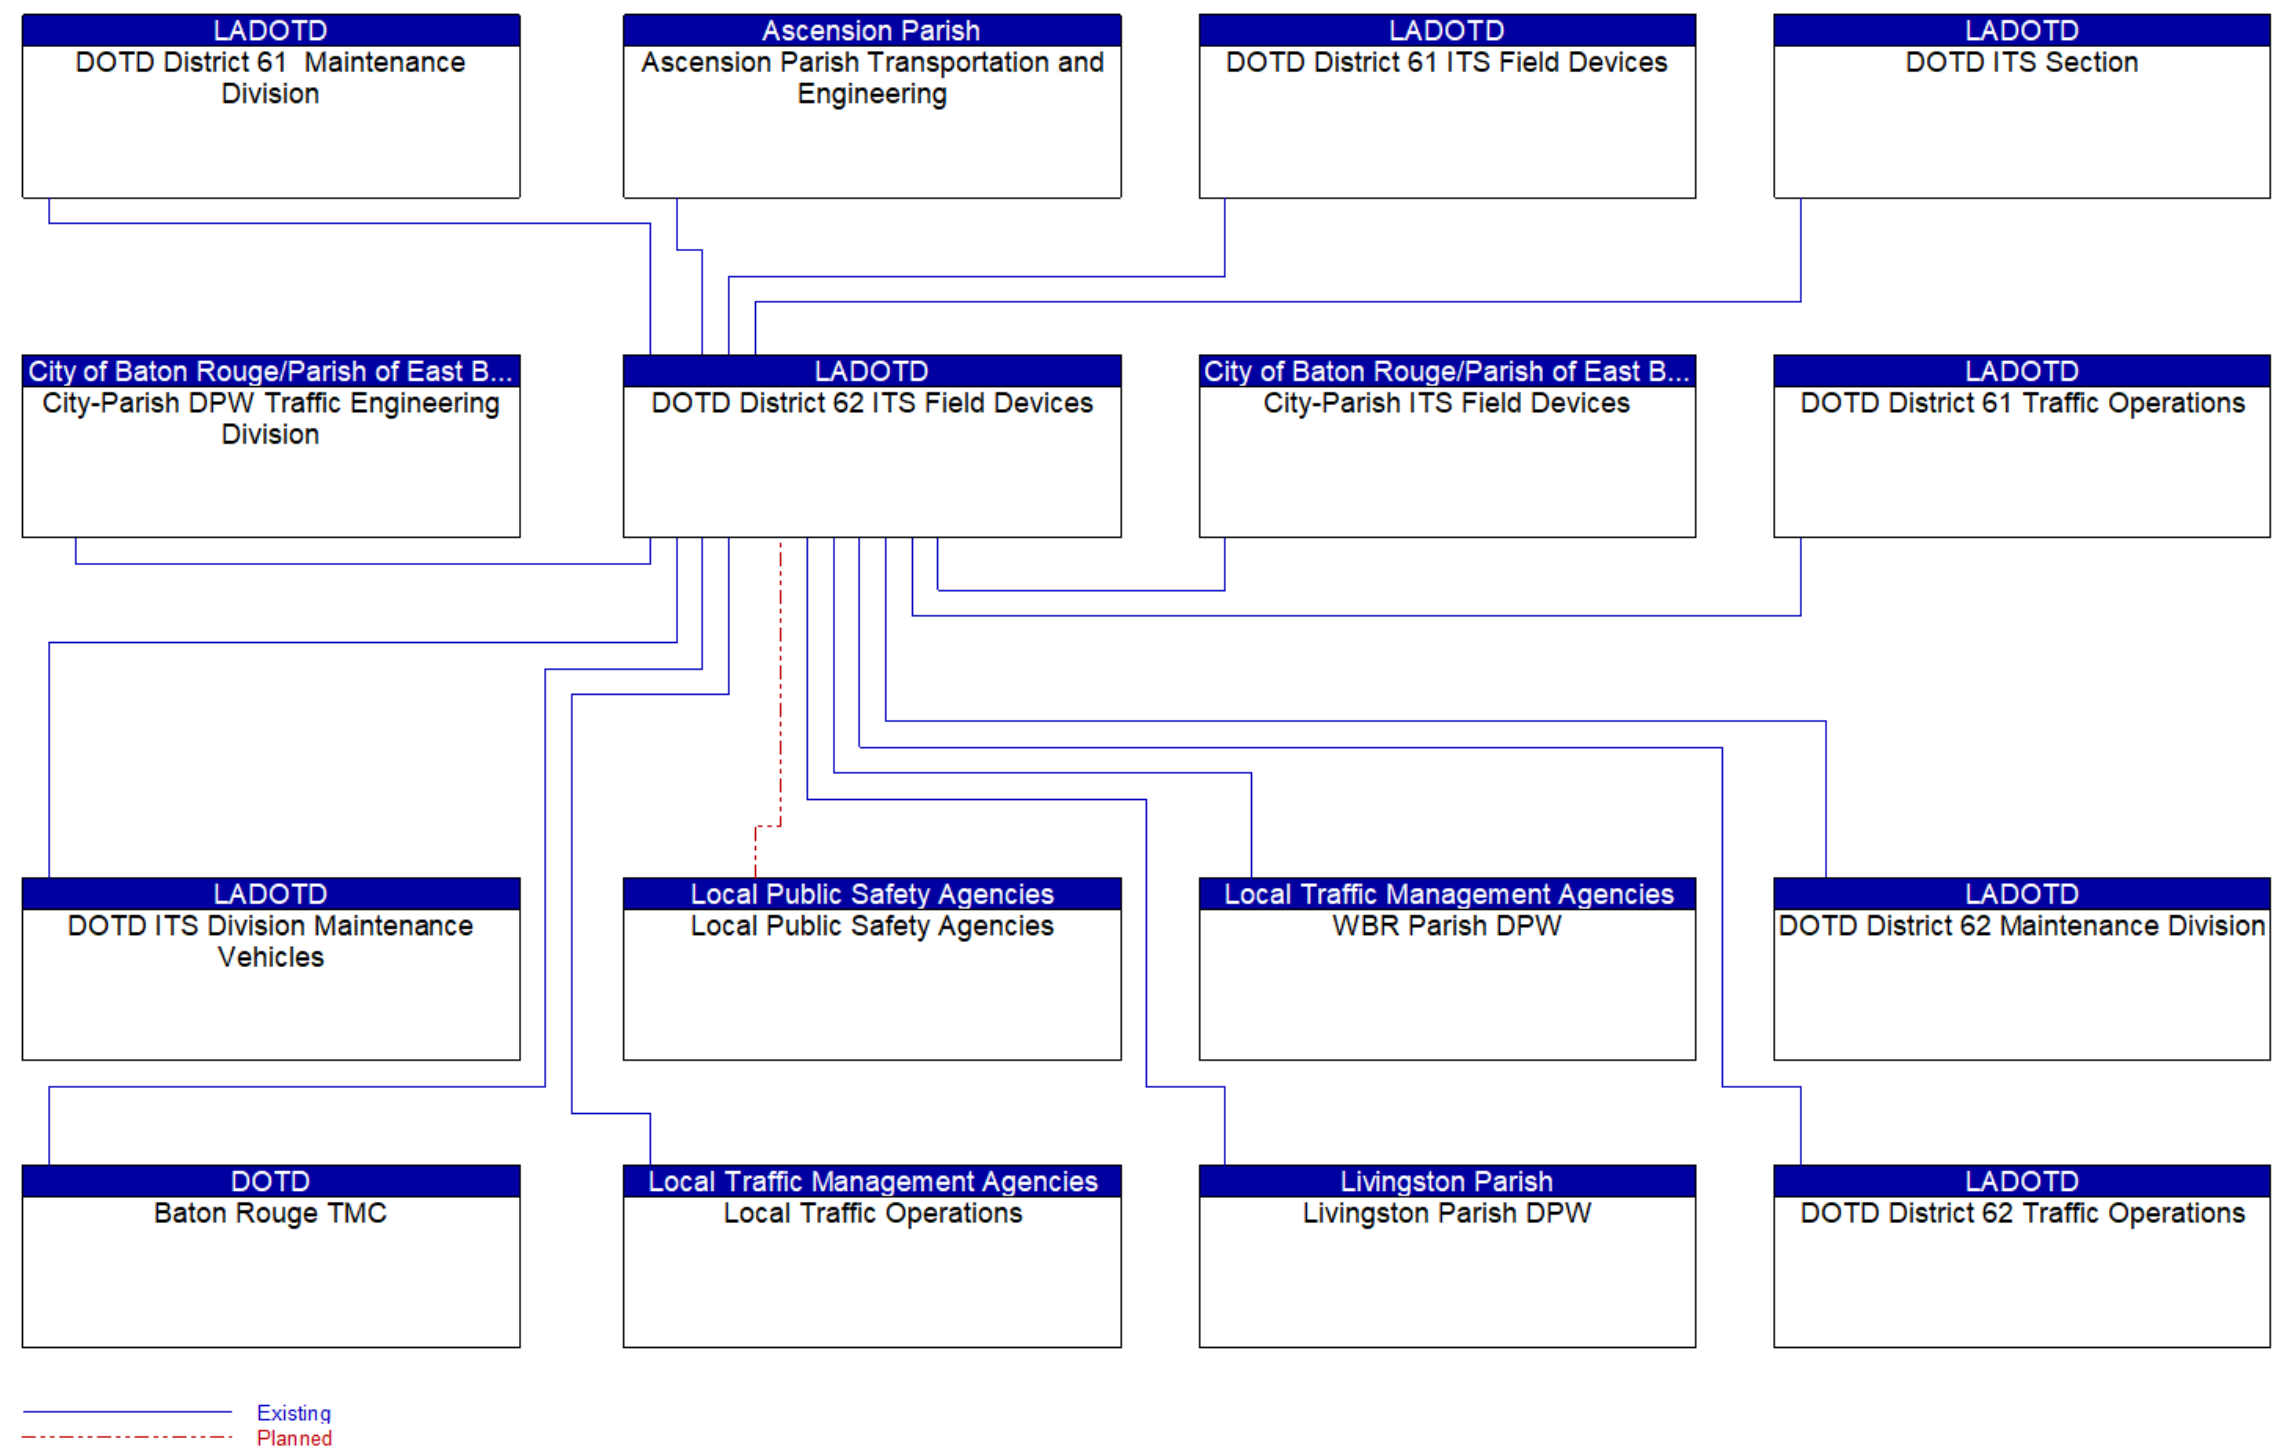 LADOTD
DOTD District 61  Maintenance
Division
Ascension Parish
Ascension Parish Transportation and
Engineering
LADOTD
DOTD District 61 ITS Field Devices
LADOTD
DOTD ITS Section
City of Baton Rouge/Parish of East B...
City-Parish DPW Traffic Engineering
Division
LADOTD
DOTD District 62 ITS Field Devices
City of Baton Rouge/Parish of East B...
City-Parish ITS Field Devices
LADOTD
DOTD District 61 Traffic Operations
LADOTD
DOTD ITS Division Maintenance
Vehicles
Local Public Safety Agencies
Local Public Safety Agencies
Local Traffic Management Agencies
WBR Parish DPW
LADOTD
DOTD District 62 Maintenance Division
DOTD
Baton Rouge TMC
Local Traffic Management Agencies
Local Traffic Operations
Livingston Parish
Livingston Parish DPW
LADOTD
DOTD District 62 Traffic Operations
Existing
Planned